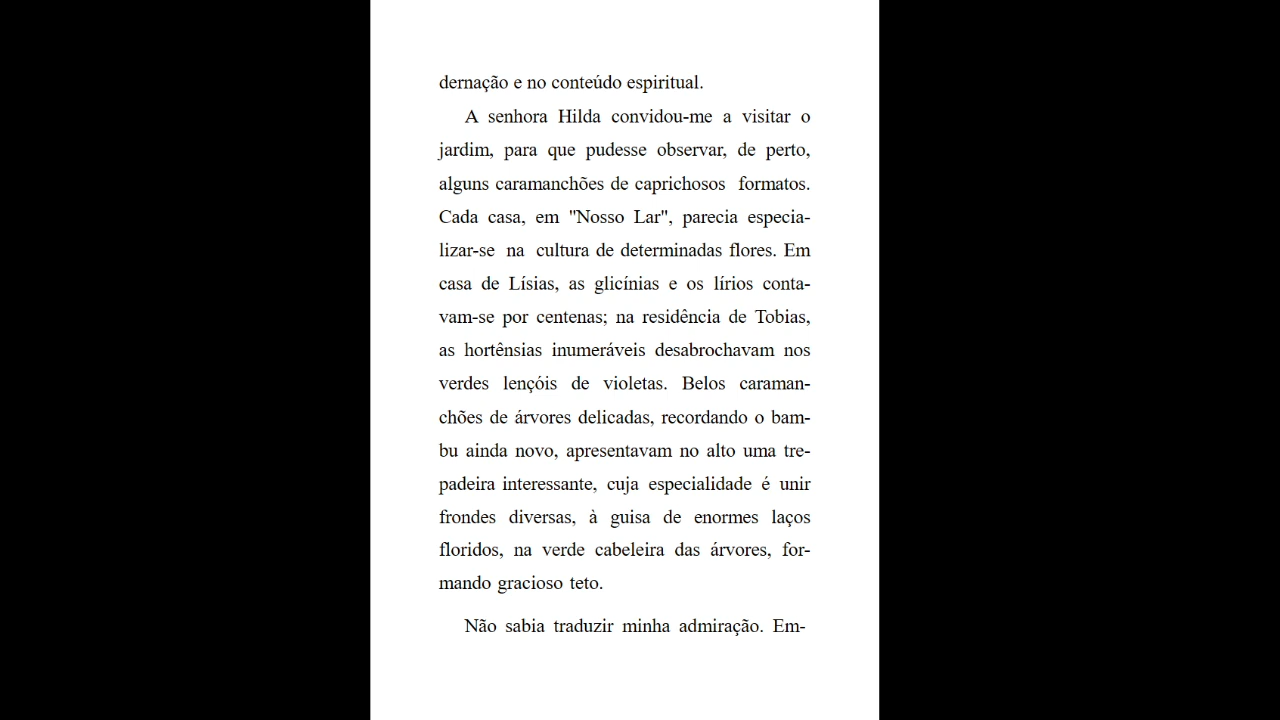 dernação e no conteúdo espiritual.
A senhora Hilda convidou-me a visitar o
jardim, para que pudesse observar, de perto,
alguns caramanchões de caprichosos formatos.
Cada casa, em "Nosso Lar", parecia especia-
lizar-se na cultura de determinadas flores. Em
casa de Lísias, as glicínias e os lírios conta-
vam-se por centenas; na residência de Tobias,
as hortênsias inumeráveis desabrochavam nos
verdes lençóis de violetas. Belos caraman-
chões de árvores delicadas, recordando o bam-
bu ainda novo, apresentavam no alto uma tre-
padeira interessante, cuja especialidade é unir
frondes diversas, à guisa de enormes laços
floridos, na verde cabeleira das árvores, for-
mando gracioso teto.
Não sabia traduzir minha admiração. Em-